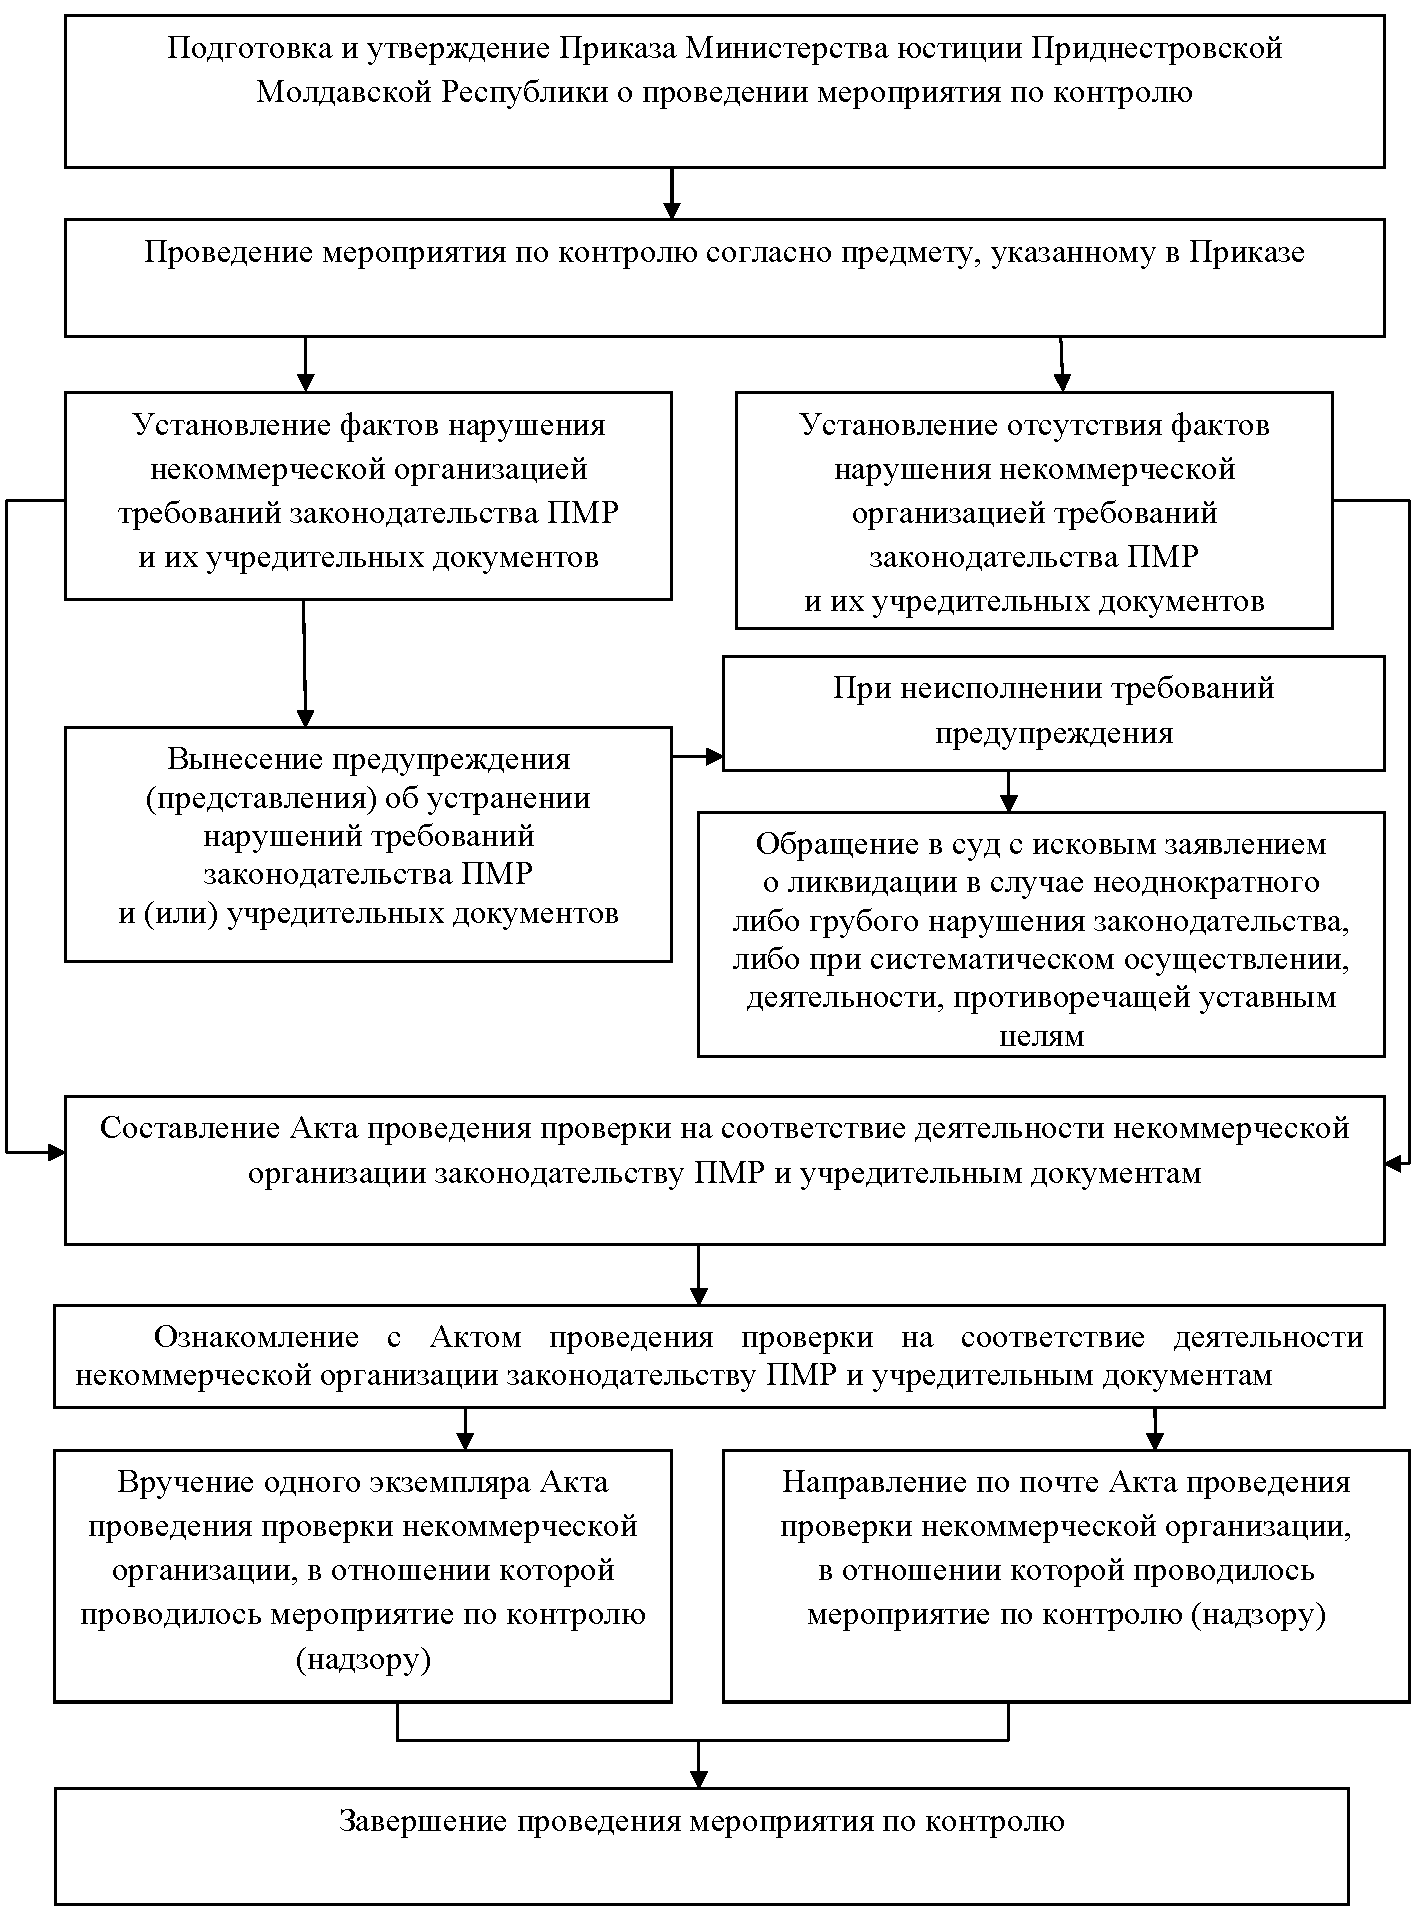 Подготовка и утверждение Приказа Министерства юстиции Приднестровской
Молдавской Республики о проведении мероприятия по контролю
Проведение мероприятия по контролю согласно предмету, указанному в Приказе
Установление фактов нарушения
некоммерческой организацией
требований законодательства ПМР
и их учредительных документов
Установление отсутствия фактов
нарушения некоммерческой
организацией требований
законодательства ПМР
и их учредительных документов
При неисполнении требований
предупреждения
Вынесение предупреждения
(представления) об устранении
нарушений требований
законодательства ПМР
и (или) учредительных документов
Обращение в суд с исковым заявлением
о ликвидации в случае неоднократного
либо грубого нарушения законодательства,
либо при систематическом осуществлении,
деятельности, противоречащей уставным
целям
Составление Акта проведения проверки на соответствие деятельности некоммерческой
организации законодательству ПМР и учредительным документам
Ознакомление с Актом проведения проверки на соответствие деятельности
некоммерческой организации законодательству ПМР и учредительным документам
Вручение одного экземпляра Акта
проведения проверки некоммерческой
организации, в отношении которой
проводилось мероприятие по контролю
(надзору)
Направление по почте Акта проведения
проверки некоммерческой организации,
в отношении которой проводилось
мероприятие по контролю (надзору)
Завершение проведения мероприятия по контролю